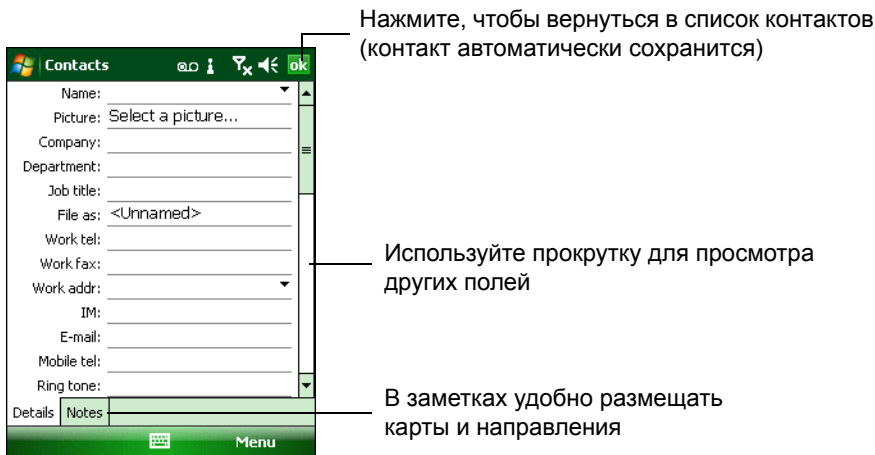 Нажмите, чтобы вернуться в список контактов
(контакт автоматически сохранится)
Contacts ok
Name:
Picture: Select a picture...
Company:
Department:
Job title:
File as: <Unnamed>
Work tel:
Work fax:
Work addr:
IM:
E-mail:
Mobile tel:
Ring tone:
Details Notes
Menu
Используйте прокрутку для просмотра
других полей
В заметках удобно размещать
карты и направления